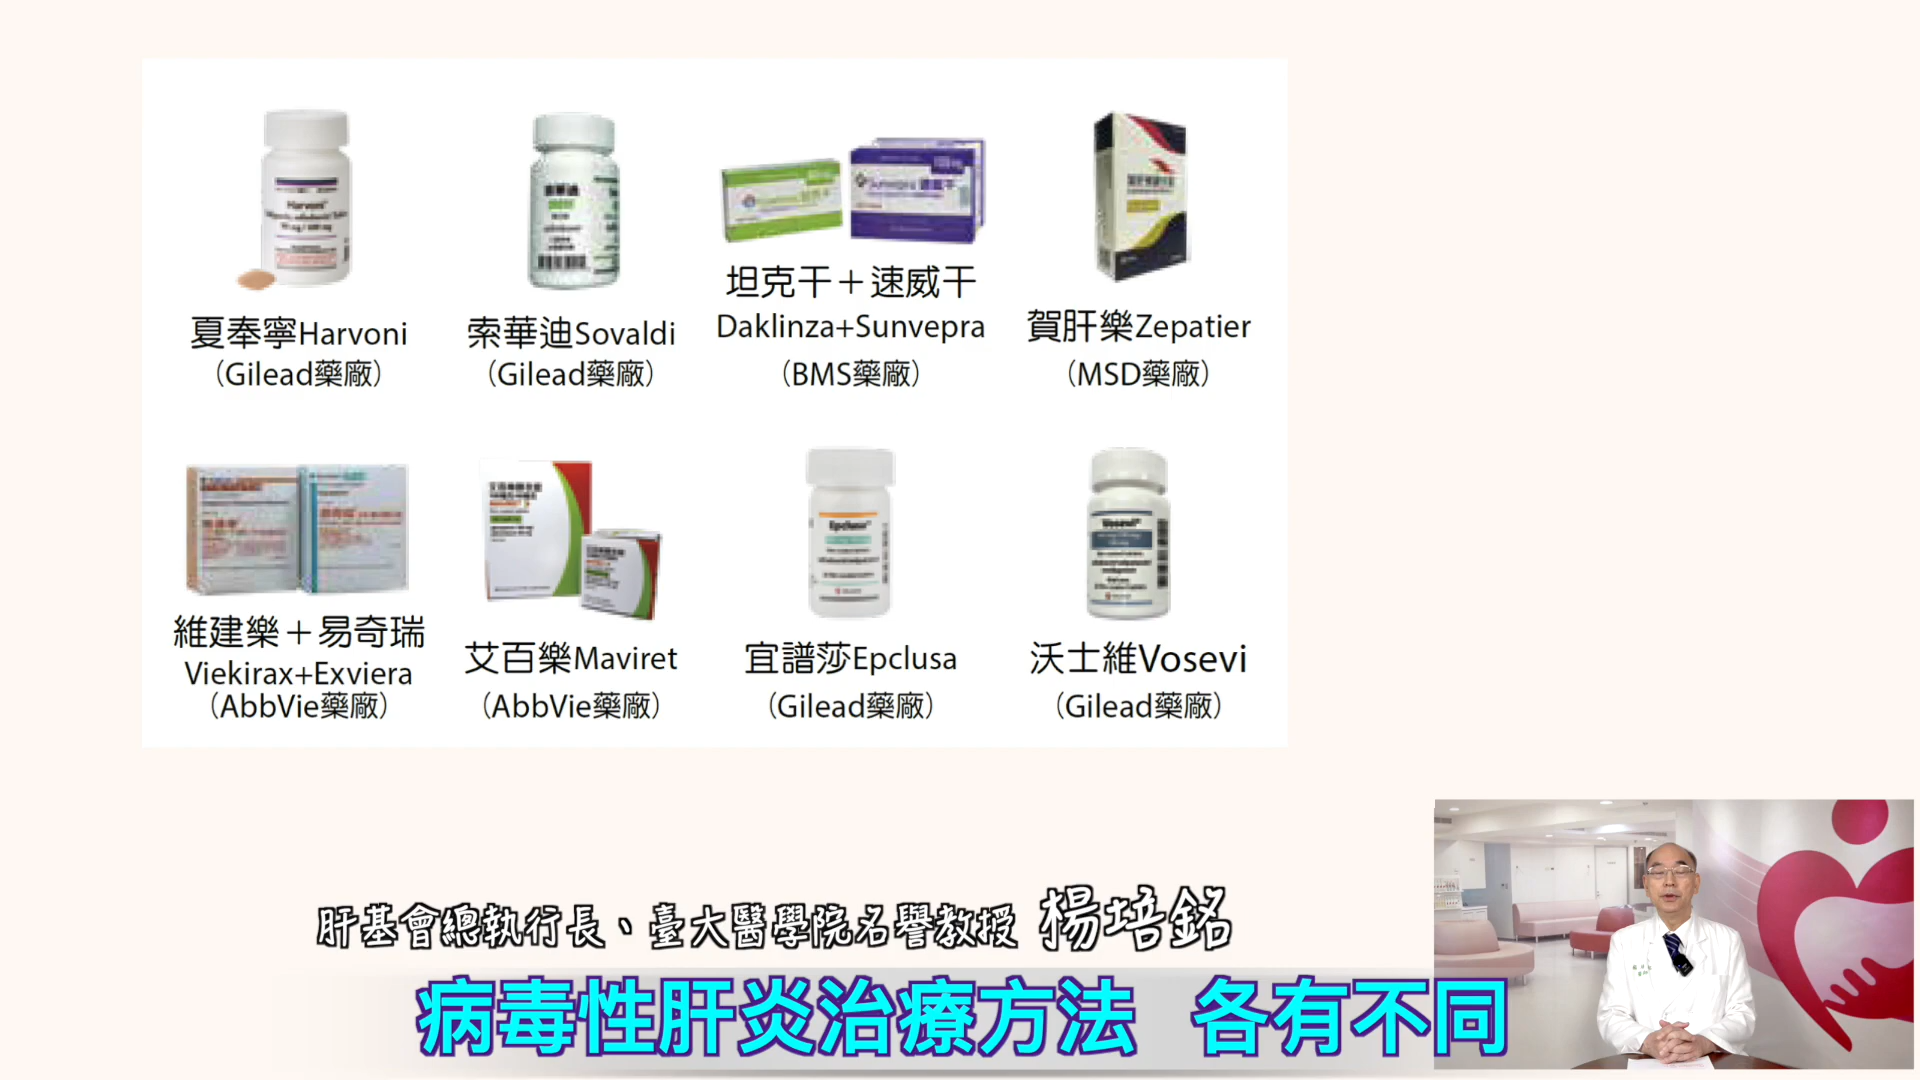 Harvoni
夏奉寧Harvoni
(Gilead藥廠)
索華迪Sovaldi
(Gilead藥廠)
Sunvepra 速威干
坦克干＋速威干
Daklinza+Sunvepra
(BMS藥廠)
賀肝樂Zepatier
(MSD藥廠)
維建樂＋易奇瑞
Viekirax+Exviera
(AbbVie藥廠)
艾百樂Maviret
(AbbVie藥廠)
Epclusa
宜譜莎Epclusa
(Gilead藥廠)
Vosevi
沃士維Vosevi
(Gilead藥廠)
肝基會總執行長、臺大醫學院名譽教授 楊培銘
病毒性肝炎治療方法 各有不同